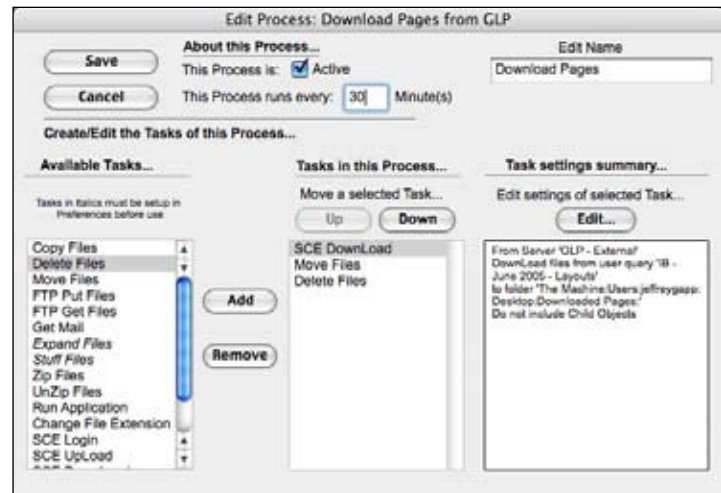 Edit Process: Download Pages from GLP
Save
Cancel
About this Process...
This Process is: Active
This Process runs every: 30 Minute(s)
Edit Name
Download Pages
Create/Edit the Tasks of this Process...
Available Tasks...
Tasks in Italics must be setup in
Preferences before use
Copy Files
Delete Files
Move Files
FTP Put Files
FTP Get Files
Get Mail
Expand Files
Stuff Files
Zip Files
UnZip Files
Run Application
Change File Extension
SCE Login
SCE UpLoad
Add
Remove
Tasks in this Process...
Move a selected Task...
Up
Down
SCE DownLoad
Move Files
Delete Files
Task settings summary...
Edit settings of selected Task...
Edit...
From Server 'GLP - External'
DownLoad files from user query 'IB -
June 2005 - Layouts'
to folder 'The Machine:Users:jeffreygapp:
Desktop:Downloaded Pages:'
Do not include Child Objects